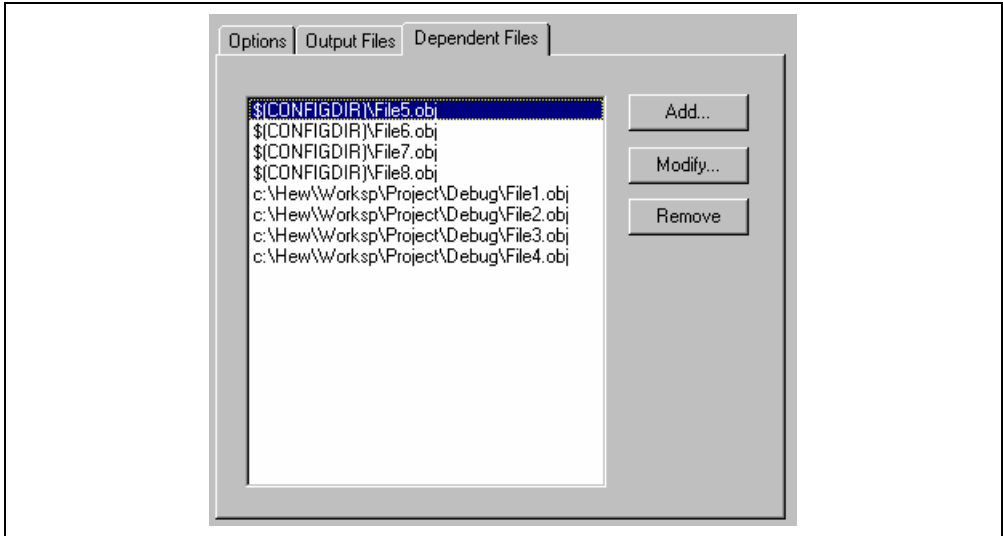 Options Output Files Dependent Files
$(CONFIGDIR)\File5.obj
$(CONFIGDIR)\File6.obj
$(CONFIGDIR)\File7.obj
$(CONFIGDIR)\File8.obj
c:\Hew\Worksp\Project\Debug\File1.obj
c:\Hew\Worksp\Project\Debug\File2.obj
c:\Hew\Worksp\Project\Debug\File3.obj
c:\Hew\Worksp\Project\Debug\File4.obj
Add...
Modify...
Remove